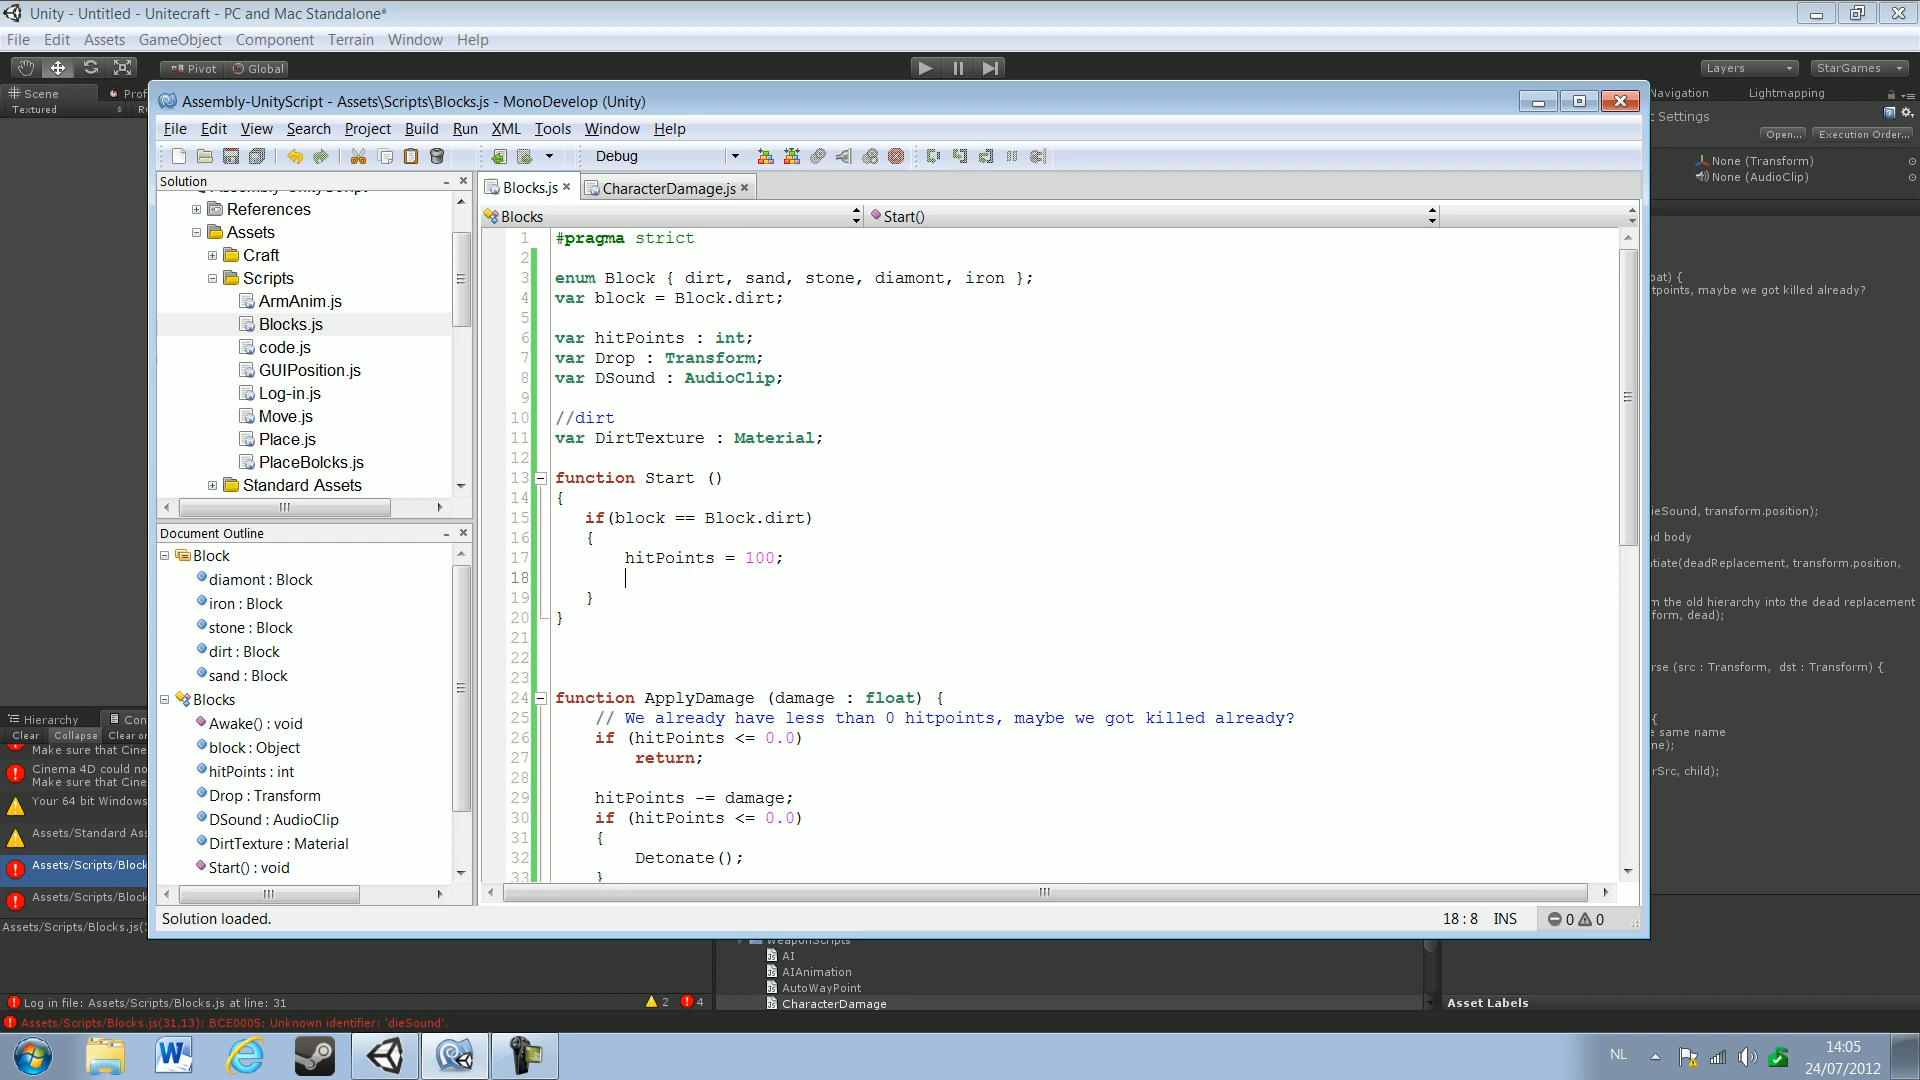 Unity - Untitled - Unitecraft - PC and Mac Standalone*
File Edit Assets GameObject Component Terrain Window Help
Pivot Global Layers StarGames
Scene Prof
Textured
Navigation Lightmapping
t Settings
Open... Execution Order...
None (Transform)
None (AudioClip)
Assembly-UnityScript - Assets\Scripts\Blocks.js - MonoDevelop (Unity)
File Edit View Search Project Build Run XML Tools Window Help
Debug
Solution
References
Assets
Craft
Scripts
ArmAnim.js
Blocks.js
code.js
GUIPosition.js
Log-in.js
Move.js
Place.js
PlaceBolcks.js
Standard Assets
Document Outline
Block
diamont : Block
iron : Block
stone : Block
dirt : Block
sand : Block
Blocks
Awake() : void
block : Object
hitPoints : int
Drop : Transform
DSound : AudioClip
DirtTexture : Material
Start() : void
Blocks.js CharacterDamage.js
Blocks Start()
1 #pragma strict
2
3 enum Block { dirt, sand, stone, diamont, iron };
4 var block = Block.dirt;
5
6 var hitPoints : int;
7 var Drop : Transform;
8 var DSound : AudioClip;
9
10 //dirt
11 var DirtTexture : Material;
12
13 function Start ()
14 {
15 if(block == Block.dirt)
16 {
17 hitPoints = 100;
18
19 }
20 }
21
22
23
24 function ApplyDamage (damage : float) {
25 // We already have less than 0 hitpoints, maybe we got killed already?
26 if (hitPoints <= 0.0)
27 return;
28
29 hitPoints -= damage;
30 if (hitPoints <= 0.0)
31 {
32 Detonate();
33 }
Solution loaded. 18 : 8 INS 0 0
oat) {
tpoints, maybe we got killed already?
ieSound, transform.position);
d body
tiate(deadReplacement, transform.position,
m the old hierarchy into the dead replacement
form, dead);
rse (src : Transform, dst : Transform) {
{
e same name
me);
rSrc, child);
Hierarchy Con
Clear Collapse Clear on
Make sure that Cine
Cinema 4D could no
Make sure that Cine
Your 64 bit Windows
Assets/Standard Ass
Assets/Scripts/Block
Assets/Scripts/Block
Assets/Scripts/Blocks.js(
WeaponScripts
AI
AIAnimation
AutoWayPoint
CharacterDamage
Asset Labels
Log in file: Assets/Scripts/Blocks.js at line: 31 2 4
Assets/Scripts/Blocks.js(31,13): BCE0005: Unknown identifier: 'dieSound'.
NL 14:05
24/07/2012